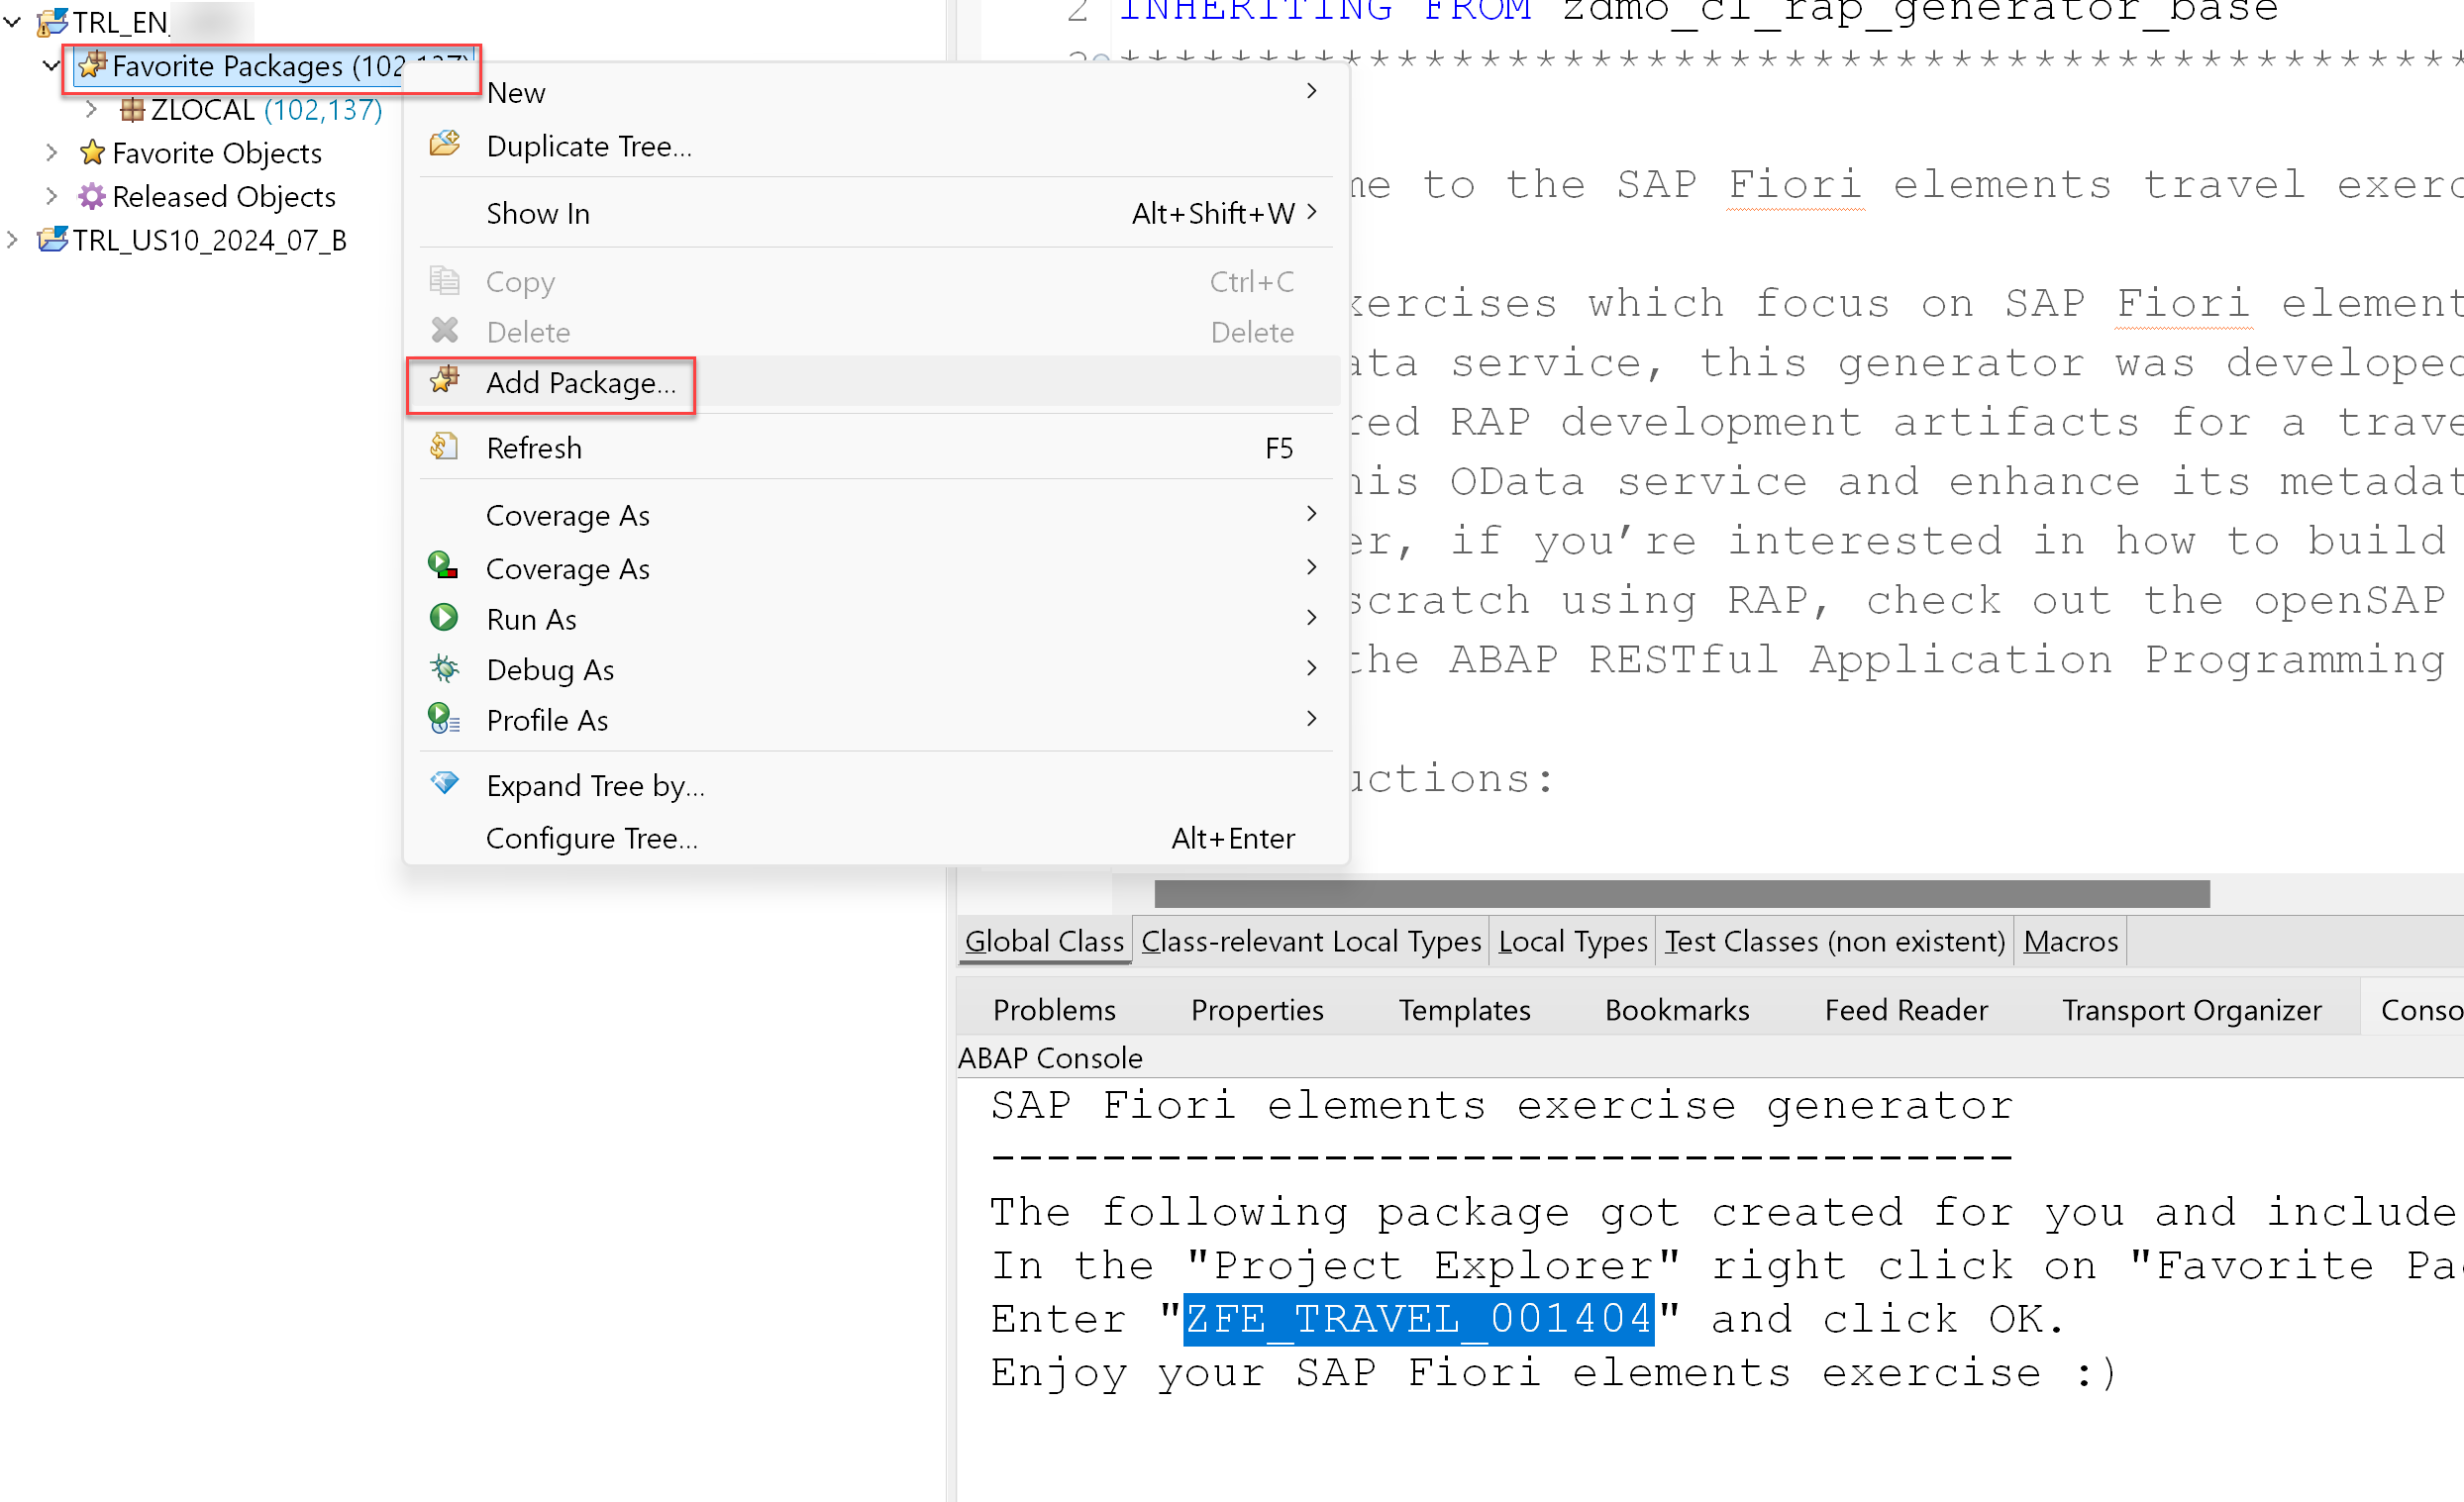 TRL_EN_
Favorite Packages (102,137)
ZLOCAL (102,137)
Favorite Objects
Released Objects
TRL_US10_2024_07_B
New
Duplicate Tree...
Show In Alt+Shift+W
Copy Ctrl+C
Delete Delete
Add Package...
Refresh F5
Coverage As
Coverage As
Run As
Debug As
Profile As
Expand Tree by...
Configure Tree... Alt+Enter
2 INHERITING FROM zdmo_cl_rap_generator_base
3 *************************************************
me to the SAP Fiori elements travel exerc
xercises which focus on SAP Fiori element
ata service, this generator was developed
red RAP development artifacts for a trave
his OData service and enhance its metadat
er, if you’re interested in how to build
scratch using RAP, check out the openSAP
the ABAP RESTful Application Programming
uctions:
Global Class Class-relevant Local Types Local Types Test Classes (non existent) Macros
Problems Properties Templates Bookmarks Feed Reader Transport Organizer Conso
ABAP Console
SAP Fiori elements exercise generator
-------------------------------------
The following package got created for you and include
In the "Project Explorer" right click on "Favorite Pa
Enter "ZFE_TRAVEL_001404" and click OK.
Enjoy your SAP Fiori elements exercise :)